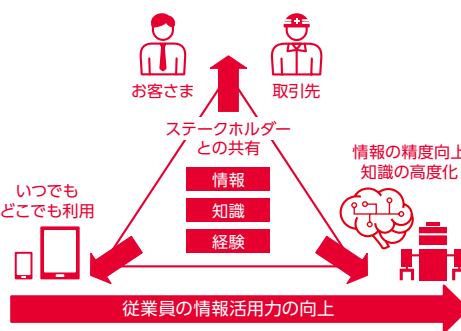 お客さま
取引先
ステークホルダー
との共有
情報
知識
経験
いつでも
どこでも利用
情報の精度向上
知識の高度化
従業員の情報活用力の向上